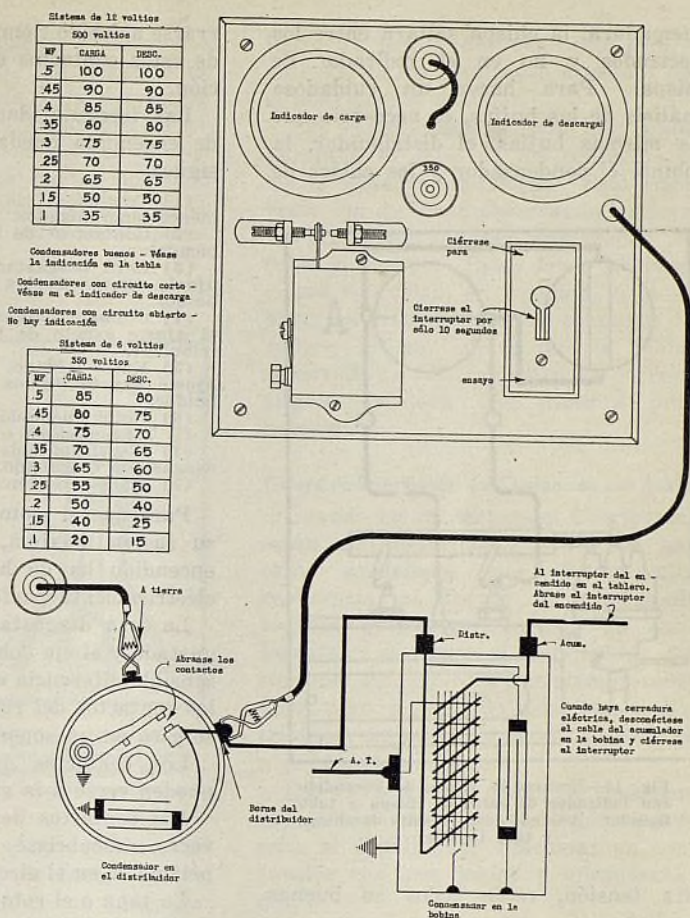 Sistema de 12 voltios
500 voltios
MF. CARGA DESC.
.5 100 100
.45 90 90
.4 85 85
.35 80 80
.3 75 75
.25 70 70
.2 65 65
.15 50 50
.1 35 35
Condensadores buenos - Véase
la indicación en la tabla
Condensadores con circuito corto -
Véase en el indicador de descarga
Condensadores con circuito abierto -
No hay indicación
Sistema de 6 voltios
350 voltios
MF CARGA DESC.
.5 85 80
.45 80 75
.4 75 70
.35 70 65
.3 65 60
.25 55 50
.2 50 40
.15 40 25
.1 20 15
Indicador de carga
Indicador de descarga
350
Ciérrese
para
Cierrese el
interruptor por
sólo 10 segundos
ensayo
A tierra
Abranse los
contactos
Distr.
Al interruptor del en-
cendido en el tablero.
Abrase el interruptor
del encendido
Acum.
Cuando haya cerradura
eléctrica, desconéctese
el cable del acumulador
en la bobina y ciérrese
el interruptor
A. T.
Borne del
distribuidor
Condensador en
el distribuidor
Condensador en la
bobina